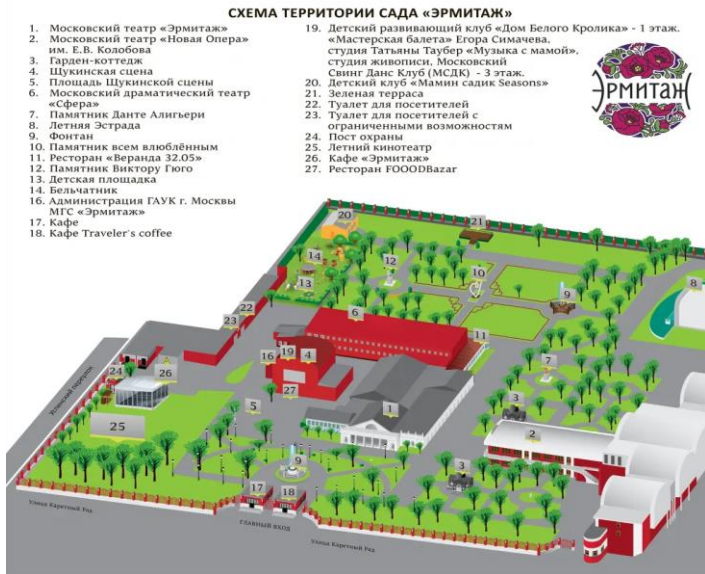 СХЕМА ТЕРРИТОРИИ САДА «ЭРМИТАЖ»
1. Московский театр «Эрмитаж»
2. Московский театр «Новая Опера»
им. Е.В. Колобова
3. Гарден-коттедж
4. Щукинская сцена
5. Площадь Щукинской сцены
6. Московский драматический театр
«Сфера»
7. Памятник Данте Алигьери
8. Летняя Эстрада
9. Фонтан
10. Памятник всем влюблённым
11. Ресторан «Веранда 32.05»
12. Памятник Виктору Гюго
13. Детская площадка
14. Бельчатник
16. Администрация ГАУК г. Москвы
МГС «Эрмитаж»
17. Кафе
18. Кафе Traveler's coffee
19. Детский развивающий клуб «Дом Белого Кролика» - 1 этаж.
«Мастерская балета» Егора Симачева,
студия Татьяны Таубер «Музыка с мамой»,
студия живописи, Московский
Свинг Данс Клуб (МСДК) - 3 этаж.
20. Детский клуб «Мамин садик Seasons»
21. Зеленая терраса
22. Туалет для посетителей
23. Туалет для посетителей с
ограниченными возможностям
24. Пост охраны
25. Летний кинотеатр
26. Кафе «Эрмитаж»
27. Ресторан FOOODBazar
ЭРМИТАЖ
20
21
14
12
13
10
9
8
22
23
6
11
16
19
4
7
24
26
27
3
5
1
2
25
9
3
17
18
Успенский переулок
Улица Каретный Ряд
ГЛАВНЫЙ ВХОД
Улица Каретный Ряд